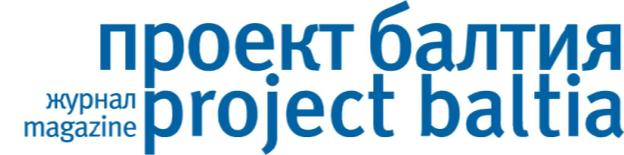 проект балтия
журнал
magazine
project baltia